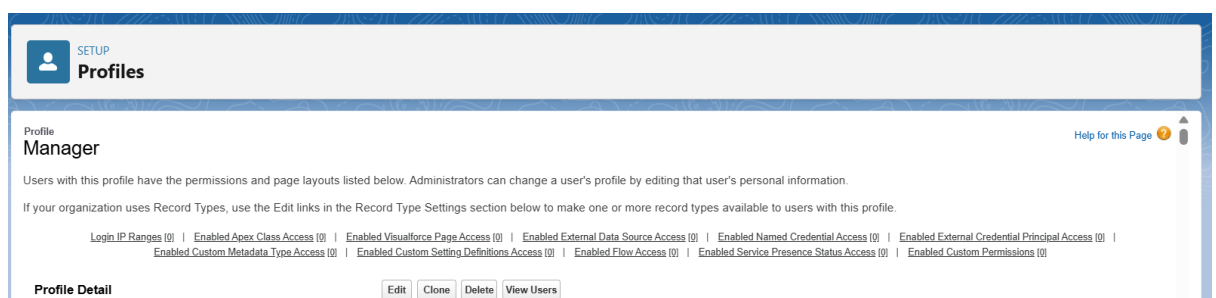 SETUP
Profiles
Profile
Manager
Help for this Page
Users with this profile have the permissions and page layouts listed below. Administrators can change a user's profile by editing that user's personal information.
If your organization uses Record Types, use the Edit links in the Record Type Settings section below to make one or more record types available to users with this profile.
Login IP Ranges [0] | Enabled Apex Class Access [0] | Enabled Visualforce Page Access [0] | Enabled External Data Source Access [0] | Enabled Named Credential Access [0] | Enabled External Credential Principal Access [0] |
Enabled Custom Metadata Type Access [0] | Enabled Custom Setting Definitions Access [0] | Enabled Flow Access [0] | Enabled Service Presence Status Access [0] | Enabled Custom Permissions [0]
Profile Detail Edit Clone Delete View Users